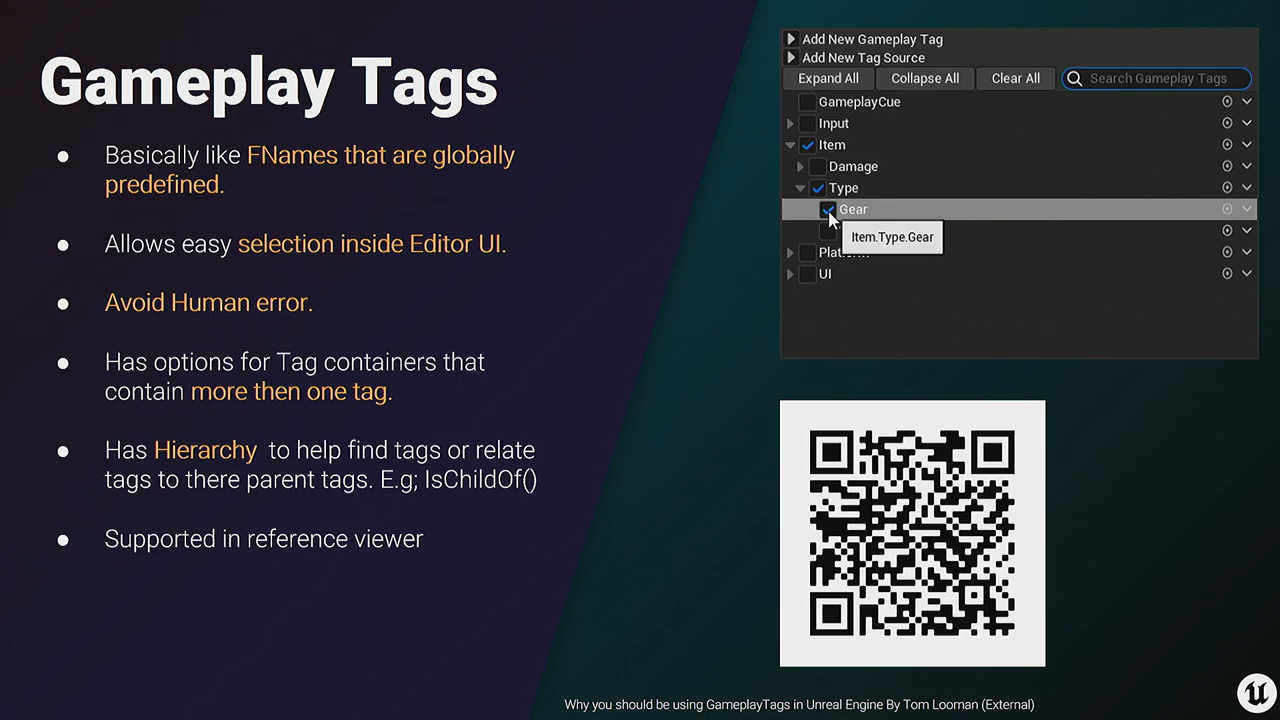 Gameplay Tags
Basically like FNames that are globally
predefined.
Allows easy selection inside Editor UI.
Avoid Human error.
Has options for Tag containers that
contain more then one tag.
Has Hierarchy to help find tags or relate
tags to there parent tags. E.g; IsChildOf()
Supported in reference viewer
Add New Gameplay Tag
Add New Tag Source
Expand All Collapse All Clear All Search Gameplay Tags
GameplayCue
Input
Item
Damage
Type
Gear
Item.Type.Gear
UI
Why you should be using GameplayTags in Unreal Engine By Tom Looman (External)